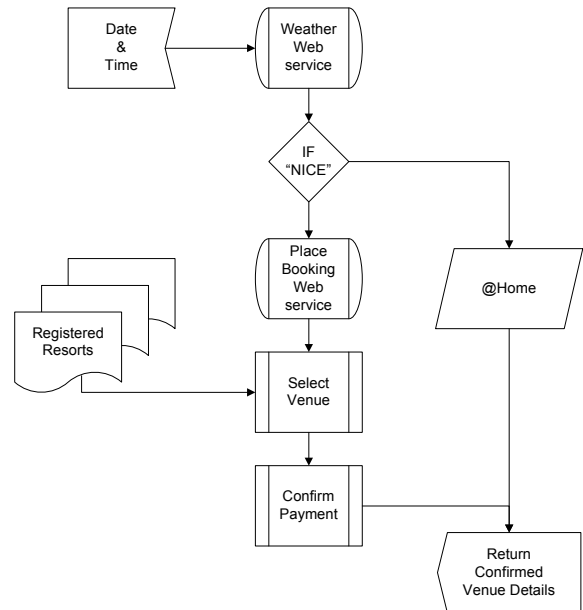 Date
&
Time
Weather
Web
service
IF
“NICE”
Place
Booking
Web
service
@Home
Registered
Resorts
Select
Venue
Confirm
Payment
Return
Confirmed
Venue Details